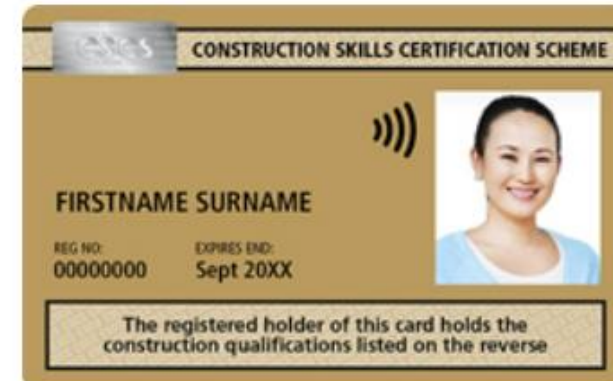 cscs CONSTRUCTION SKILLS CERTIFICATION SCHEME
FIRSTNAME SURNAME
REG NO: EXPIRES END:
00000000 Sept 20XX
The registered holder of this card holds the
construction qualifications listed on the reverse